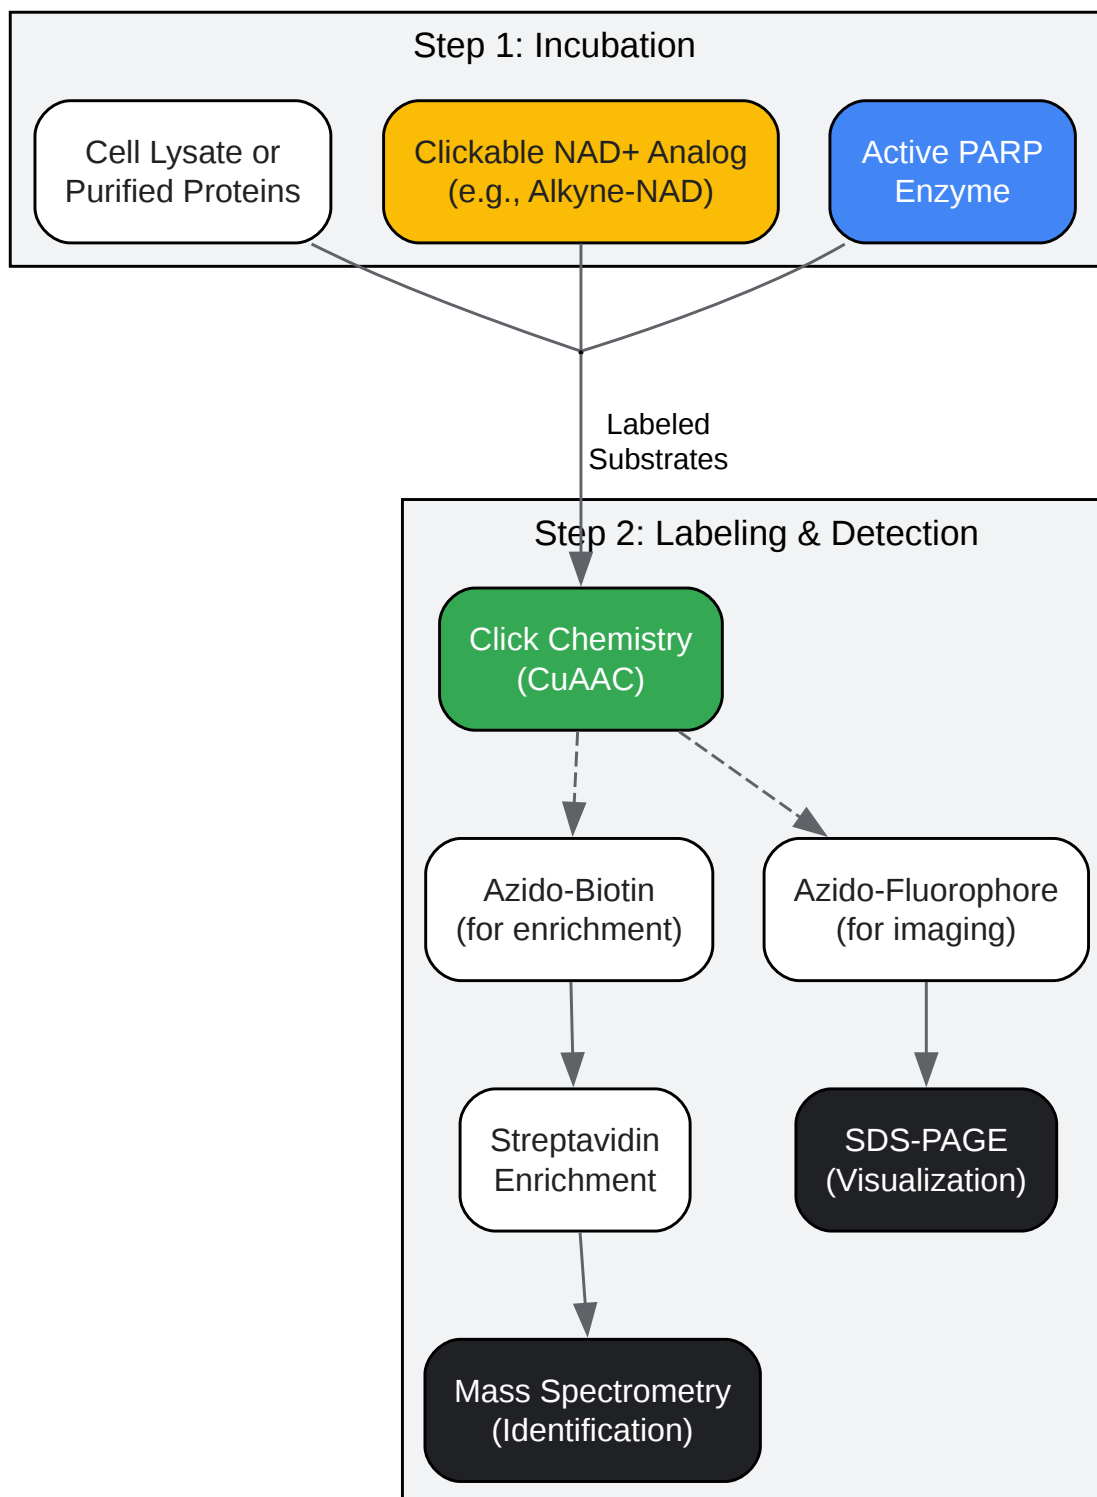 Step 1: Incubation
Cell Lysate or
Purified Proteins
Clickable NAD+ Analog
(e.g., Alkyne-NAD)
Active PARP
Enzyme
Labeled
Substrates
Step 2: Labeling & Detection
Click Chemistry
(CuAAC)
Azido-Biotin
(for enrichment)
Azido-Fluorophore
(for imaging)
Streptavidin
Enrichment
SDS-PAGE
(Visualization)
Mass Spectrometry
(Identification)